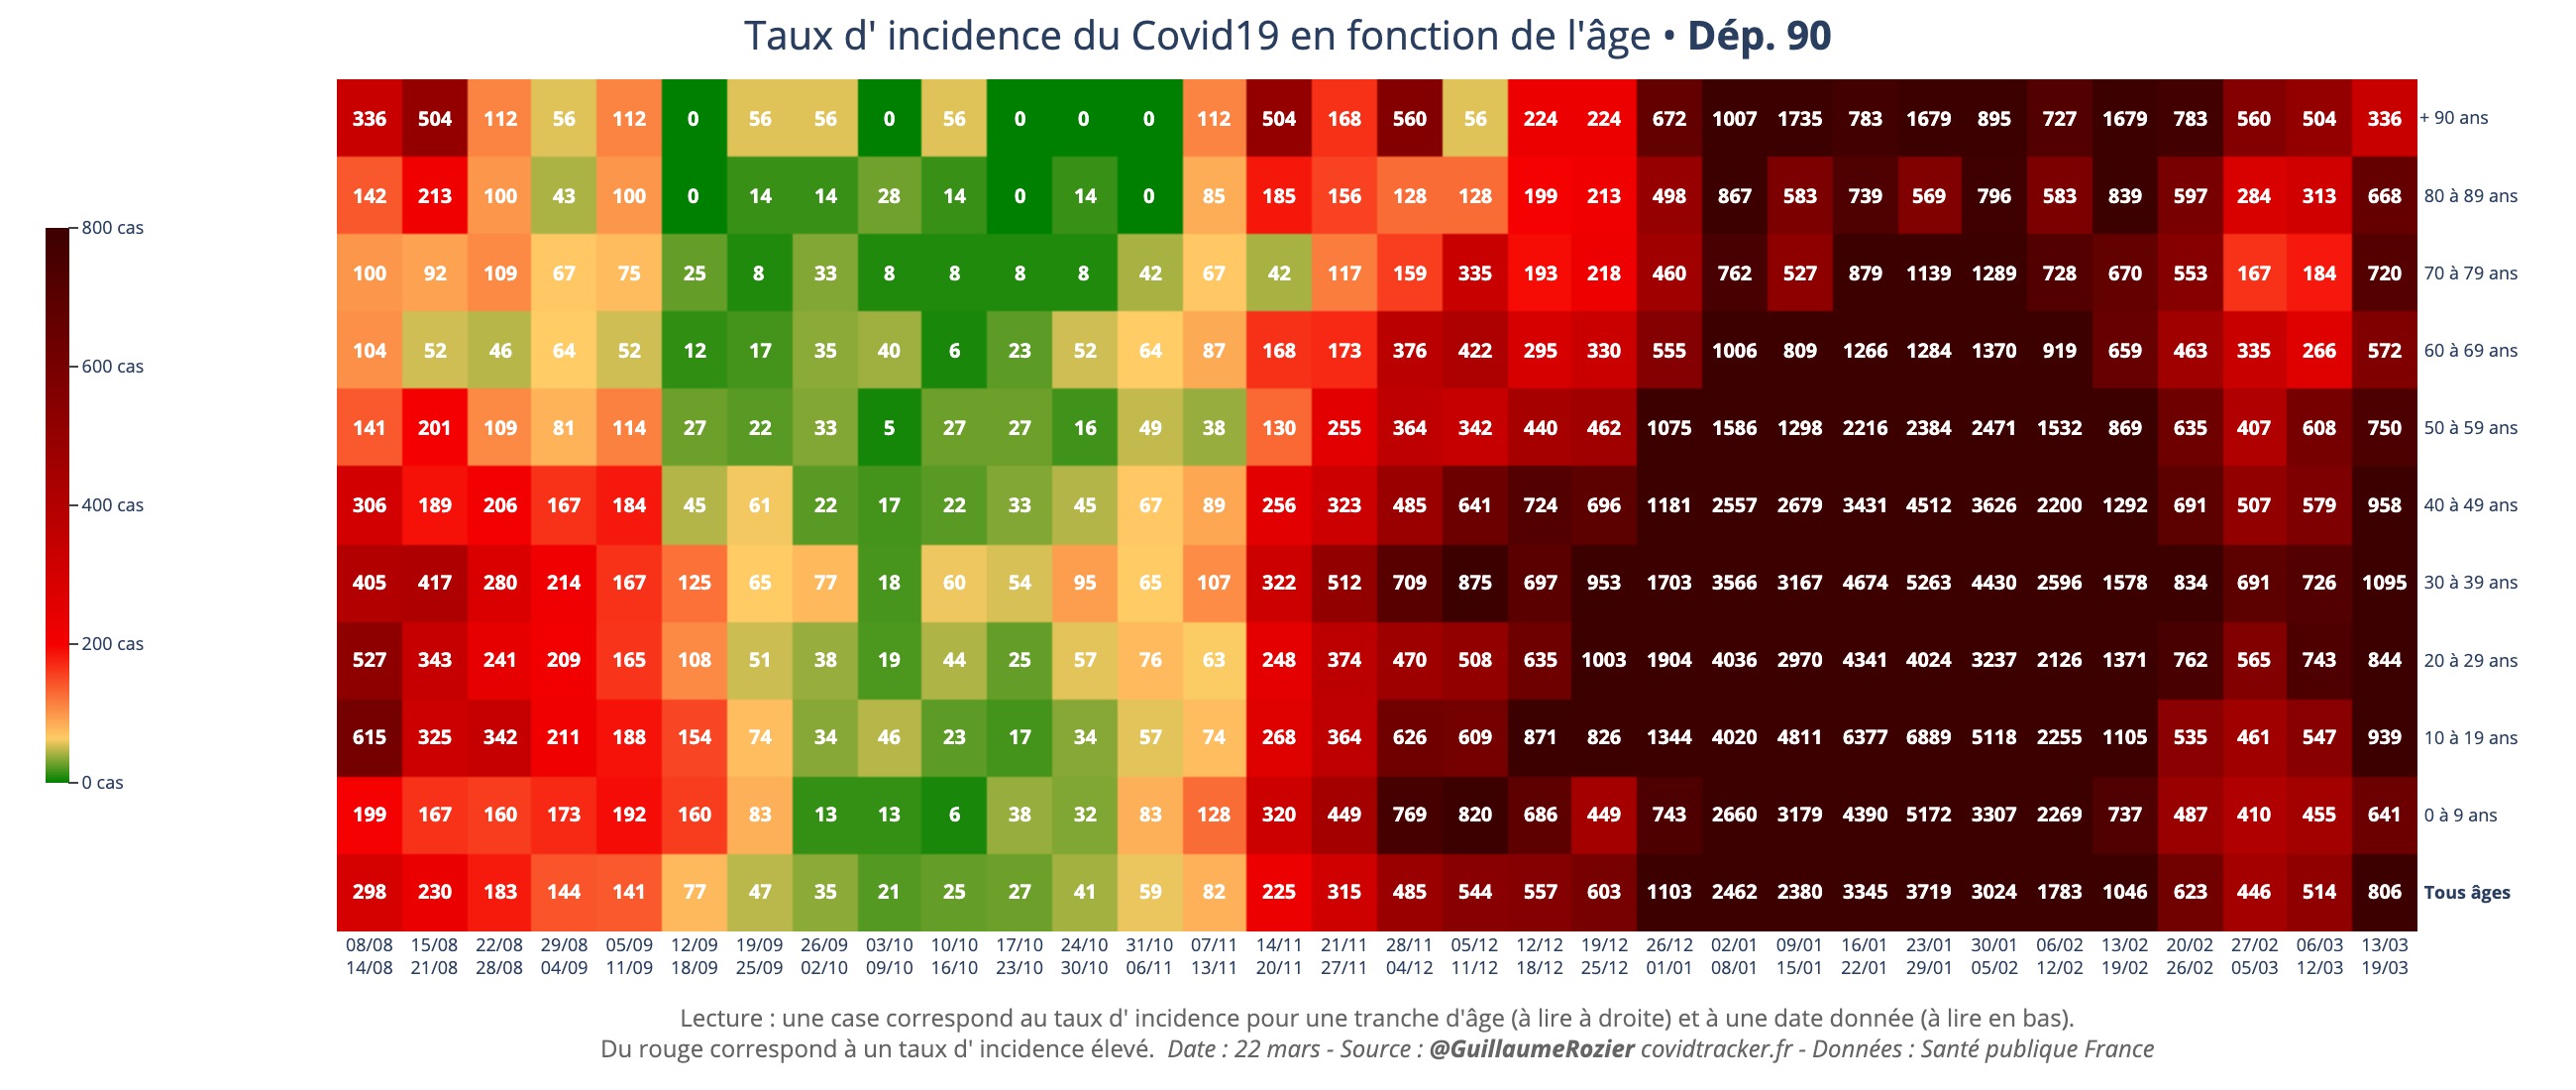 Taux d' incidence du Covid19 en fonction de l'âge • Dép. 90
800 cas
600 cas
400 cas
200 cas
0 cas
336 504 112 56 112 0 56 56 0 56 0 0 0 112 504 168 560 56 224 224 672 1007 1735 783 1679 895 727 1679 783 560 504 336 + 90 ans
142 213 100 43 100 0 14 14 28 14 0 14 0 85 185 156 128 128 199 213 498 867 583 739 569 796 583 839 597 284 313 668 80 à 89 ans
100 92 109 67 75 25 8 33 8 8 8 8 42 67 42 117 159 335 193 218 460 762 527 879 1139 1289 728 670 553 167 184 720 70 à 79 ans
104 52 46 64 52 12 17 35 40 6 23 52 64 87 168 173 376 422 295 330 555 1006 809 1266 1284 1370 919 659 463 335 266 572 60 à 69 ans
141 201 109 81 114 27 22 33 5 27 27 16 49 38 130 255 364 342 440 462 1075 1586 1298 2216 2384 2471 1532 869 635 407 608 750 50 à 59 ans
306 189 206 167 184 45 61 22 17 22 33 45 67 89 256 323 485 641 724 696 1181 2557 2679 3431 4512 3626 2200 1292 691 507 579 958 40 à 49 ans
405 417 280 214 167 125 65 77 18 60 54 95 65 107 322 512 709 875 697 953 1703 3566 3167 4674 5263 4430 2596 1578 834 691 726 1095 30 à 39 ans
527 343 241 209 165 108 51 38 19 44 25 57 76 63 248 374 470 508 635 1003 1904 4036 2970 4341 4024 3237 2126 1371 762 565 743 844 20 à 29 ans
615 325 342 211 188 154 74 34 46 23 17 34 57 74 268 364 626 609 871 826 1344 4020 4811 6377 6889 5118 2255 1105 535 461 547 939 10 à 19 ans
199 167 160 173 192 160 83 13 13 6 38 32 83 128 320 449 769 820 686 449 743 2660 3179 4390 5172 3307 2269 737 487 410 455 641 0 à 9 ans
298 230 183 144 141 77 47 35 21 25 27 41 59 82 225 315 485 544 557 603 1103 2462 2380 3345 3719 3024 1783 1046 623 446 514 806 Tous âges
08/08 15/08 22/08 29/08 05/09 12/09 19/09 26/09 03/10 10/10 17/10 24/10 31/10 07/11 14/11 21/11 28/11 05/12 12/12 19/12 26/12 02/01 09/01 16/01 23/01 30/01 06/02 13/02 20/02 27/02 06/03 13/03
14/08 21/08 28/08 04/09 11/09 18/09 25/09 02/10 09/10 16/10 23/10 30/10 06/11 13/11 20/11 27/11 04/12 11/12 18/12 25/12 01/01 08/01 15/01 22/01 29/01 05/02 12/02 19/02 26/02 05/03 12/03 19/03
Lecture : une case correspond au taux d' incidence pour une tranche d'âge (à lire à droite) et à une date donnée (à lire en bas).
Du rouge correspond à un taux d' incidence élevé. Date : 22 mars - Source : @GuillaumeRozier covidtracker.fr - Données : Santé publique France